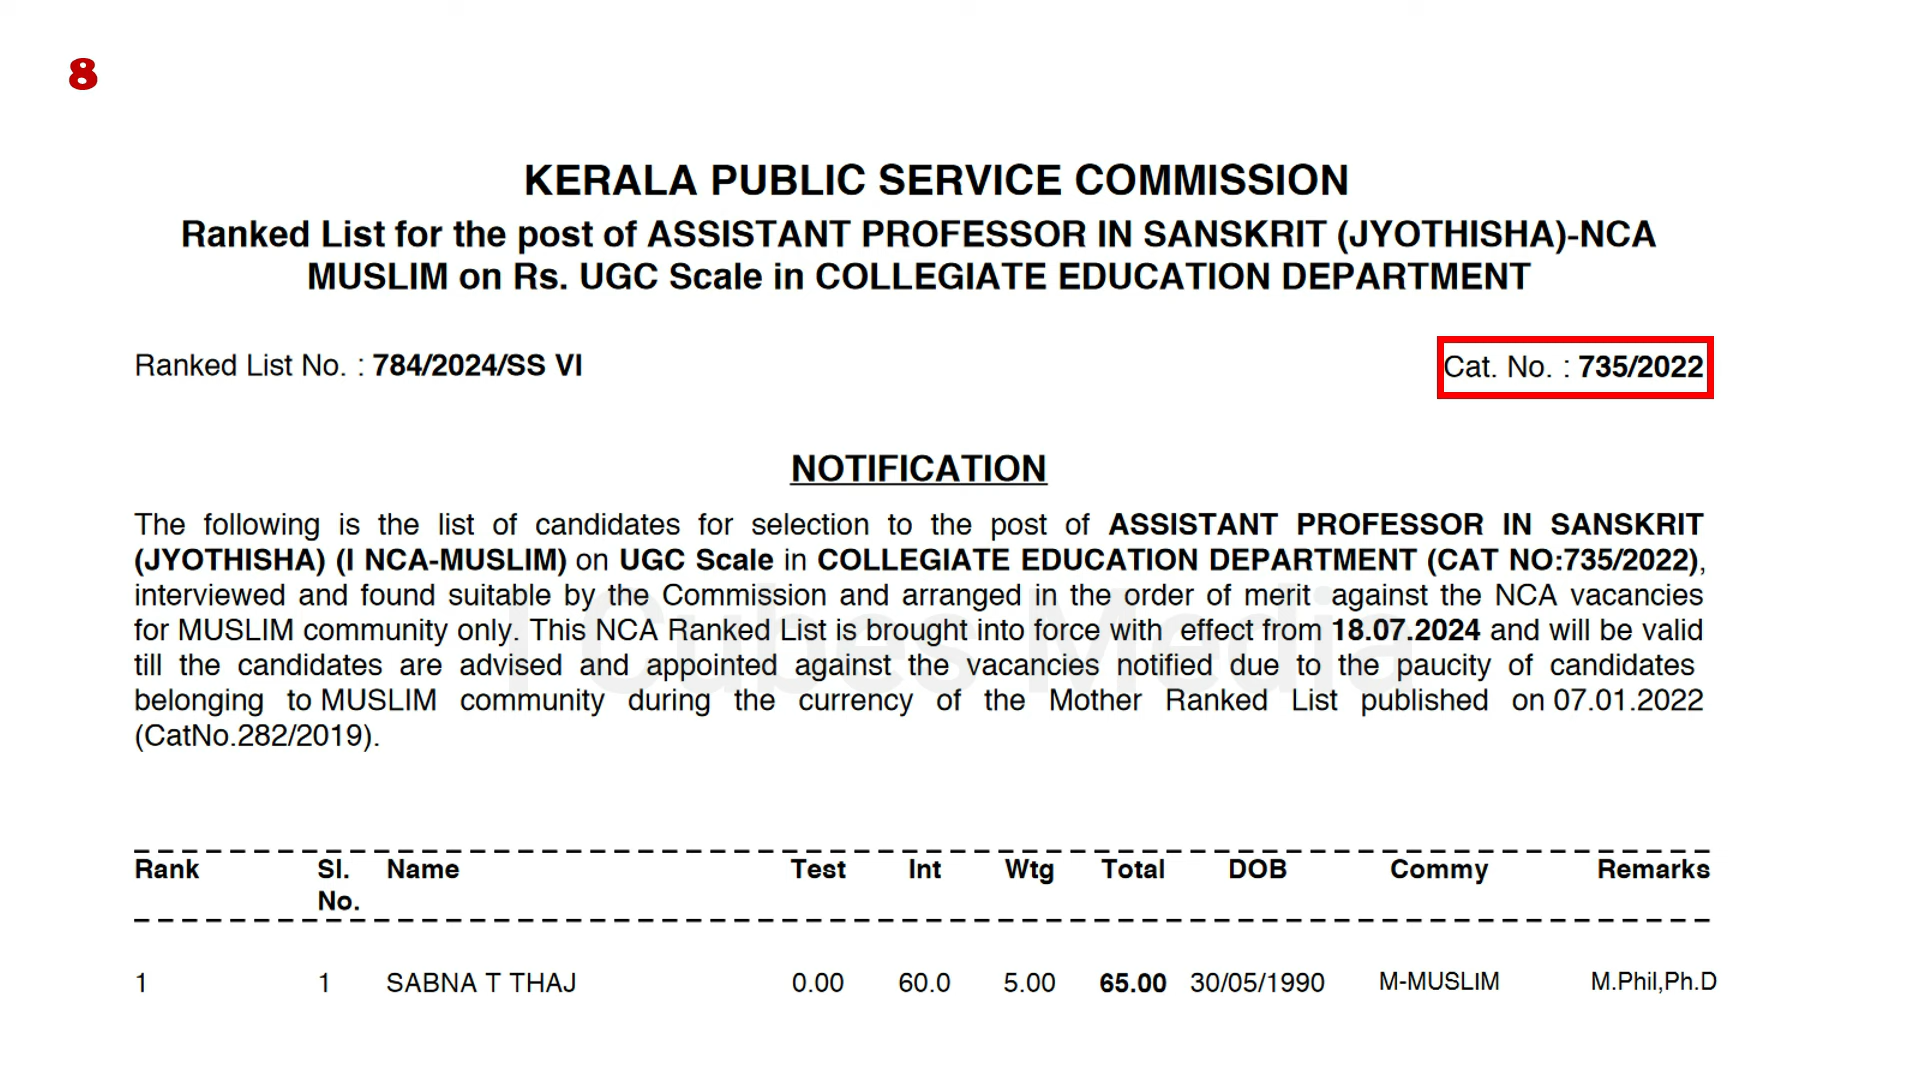 8
KERALA PUBLIC SERVICE COMMISSION
Ranked List for the post of ASSISTANT PROFESSOR IN SANSKRIT (JYOTHISHA)-NCA
MUSLIM on Rs. UGC Scale in COLLEGIATE EDUCATION DEPARTMENT
Ranked List No. : 784/2024/SS VI Cat. No. : 735/2022
NOTIFICATION
The following is the list of candidates for selection to the post of ASSISTANT PROFESSOR IN SANSKRIT
(JYOTHISHA) (I NCA-MUSLIM) on UGC Scale in COLLEGIATE EDUCATION DEPARTMENT (CAT NO:735/2022),
interviewed and found suitable by the Commission and arranged in the order of merit against the NCA vacancies
for MUSLIM community only. This NCA Ranked List is brought into force with effect from 18.07.2024 and will be valid
till the candidates are advised and appointed against the vacancies notified due to the paucity of candidates
belonging to MUSLIM community during the currency of the Mother Ranked List published on 07.01.2022
(CatNo.282/2019).
I Cubes Media
Rank Sl. Name Test Int Wtg Total DOB Commy Remarks
No.
1 1 SABNA T THAJ 0.00 60.0 5.00 65.00 30/05/1990 M-MUSLIM M.Phil,Ph.D